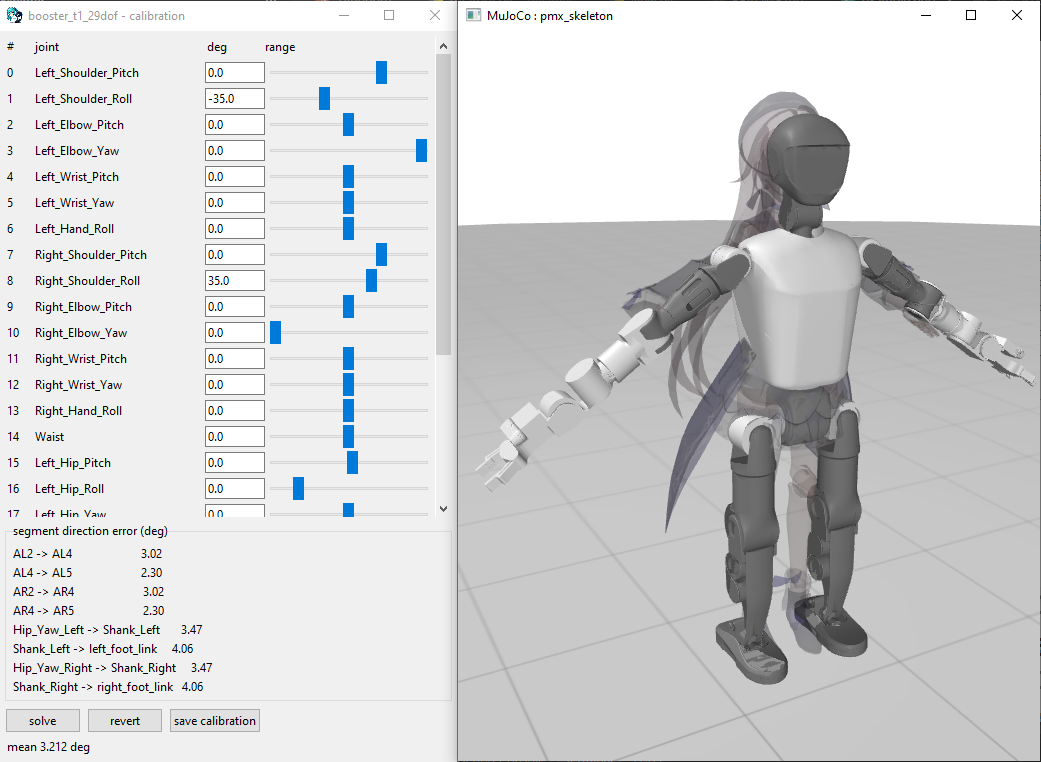 booster_t1_29dof - calibration
MuJoCo : pmx_skeleton
# joint deg range
0 Left_Shoulder_Pitch 0.0
1 Left_Shoulder_Roll -35.0
2 Left_Elbow_Pitch 0.0
3 Left_Elbow_Yaw 0.0
4 Left_Wrist_Pitch 0.0
5 Left_Wrist_Yaw 0.0
6 Left_Hand_Roll 0.0
7 Right_Shoulder_Pitch 0.0
8 Right_Shoulder_Roll 35.0
9 Right_Elbow_Pitch 0.0
10 Right_Elbow_Yaw 0.0
11 Right_Wrist_Pitch 0.0
12 Right_Wrist_Yaw 0.0
13 Right_Hand_Roll 0.0
14 Waist 0.0
15 Left_Hip_Pitch 0.0
16 Left_Hip_Roll 0.0
17 Left_Hip_Yaw 0.0
segment direction error (deg)
AL2 -> AL4 3.02
AL4 -> AL5 2.30
AR2 -> AR4 3.02
AR4 -> AR5 2.30
Hip_Yaw_Left -> Shank_Left 3.47
Shank_Left -> left_foot_link 4.06
Hip_Yaw_Right -> Shank_Right 3.47
Shank_Right -> right_foot_link 4.06
solve revert save calibration
mean 3.212 deg